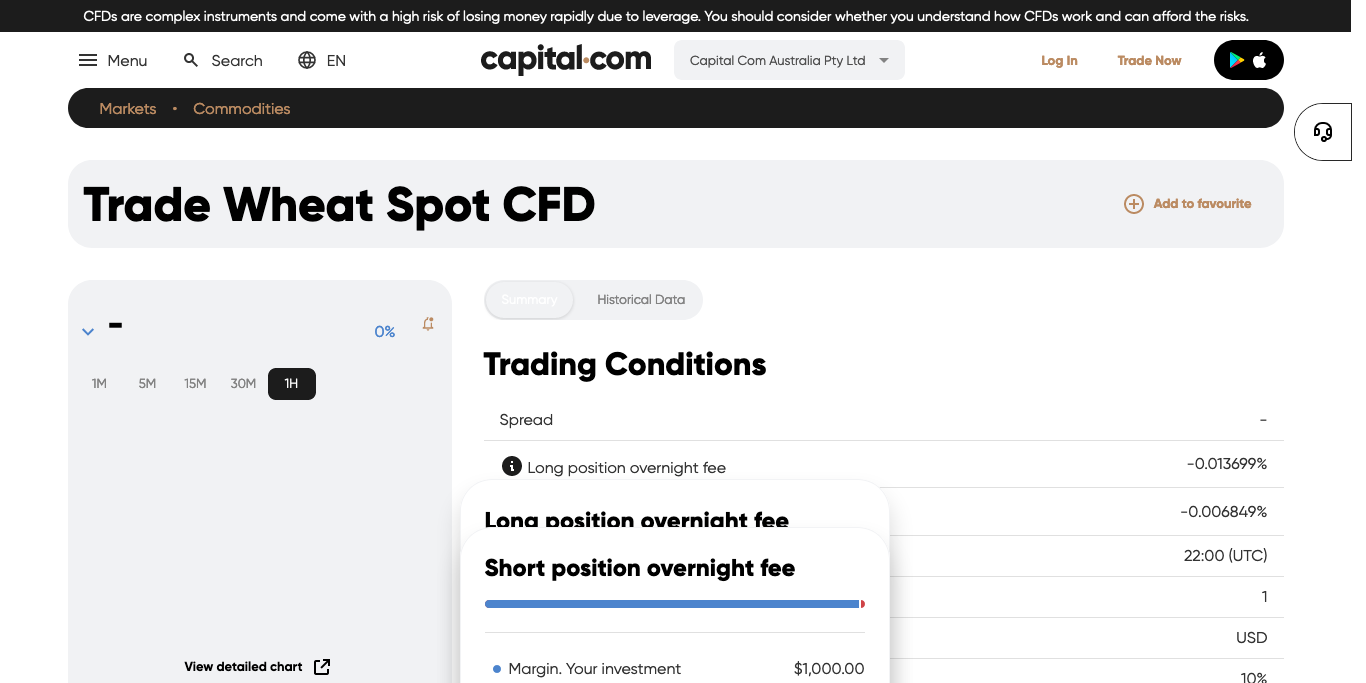 CFDs are complex instruments and come with a high risk of losing money rapidly due to leverage. You should consider whether you understand how CFDs work and can afford the risks.
Menu
Search
EN
capital.com
Capital Com Australia Pty Ltd
Log In
Trade Now
Markets • Commodities
Trade Wheat Spot CFD
Add to favourite
-
0%
1M 5M 15M 30M 1H
View detailed chart
Summary
Historical Data
Trading Conditions
Spread -
Long position overnight fee -0.013699%
Long position overnight fee
-0.006849%
Short position overnight fee
22:00 (UTC)
1
USD
Margin. Your investment $1,000.00
10%